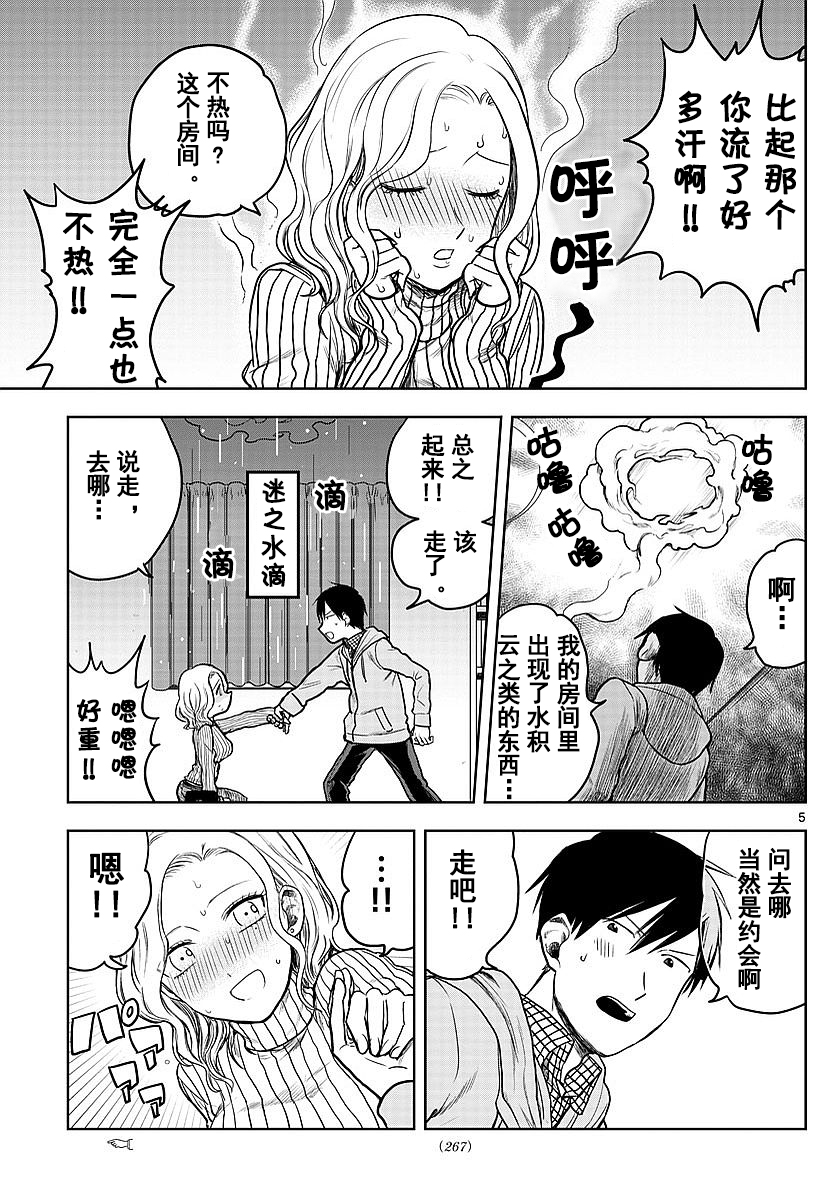 比起那个
你流了好
多汗啊!!
呼呼
不热吗?
这个房间。
完全一点也
不热!!
咕噜
咕噜
咕噜
啊…
我的房间里
出现了水积
云之类的东西…
总之
起来!!
该
走了。
滴
迷之水滴
滴
说走,
去哪…
嗯嗯嗯
好重!!
5
问去哪
当然是约会啊
走吧!!
…!!
嗯!!
パアアア
(267)